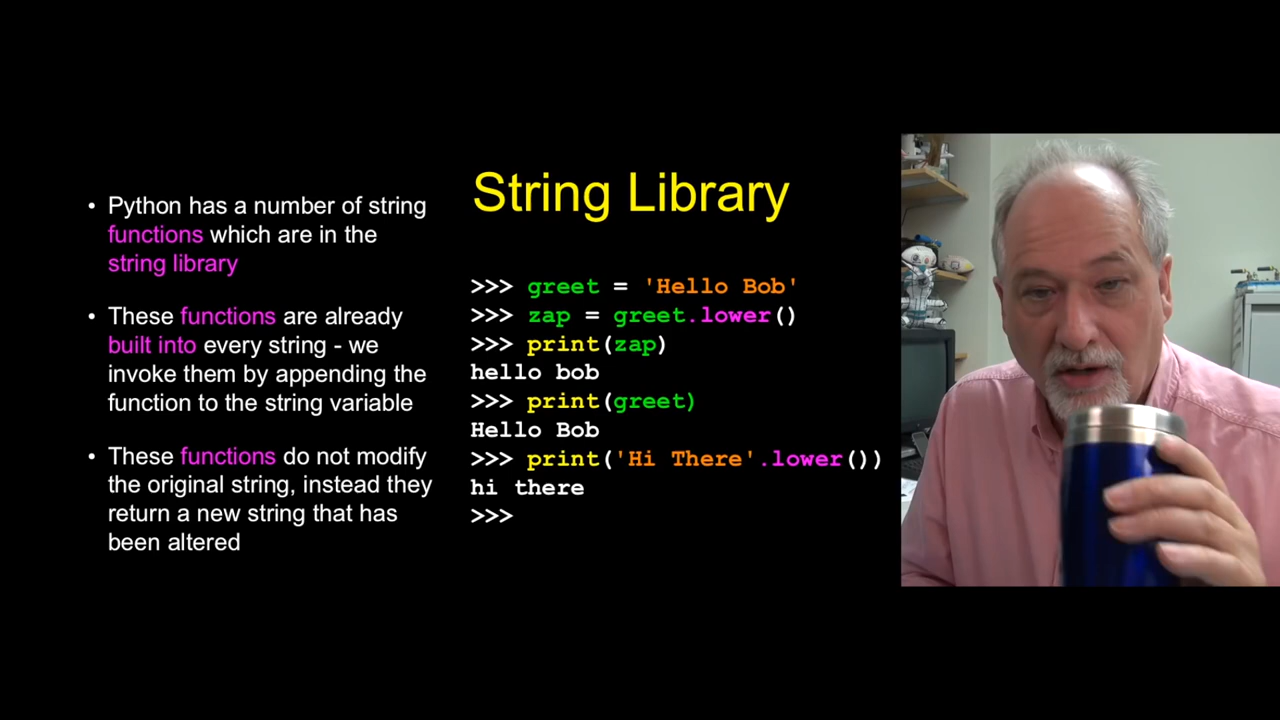 String Library
• Python has a number of string
functions which are in the
string library
• These functions are already
built into every string - we
invoke them by appending the
function to the string variable
• These functions do not modify
the original string, instead they
return a new string that has
been altered
>>> greet = 'Hello Bob'
>>> zap = greet.lower()
>>> print(zap)
hello bob
>>> print(greet)
Hello Bob
>>> print('Hi There'.lower())
hi there
>>>